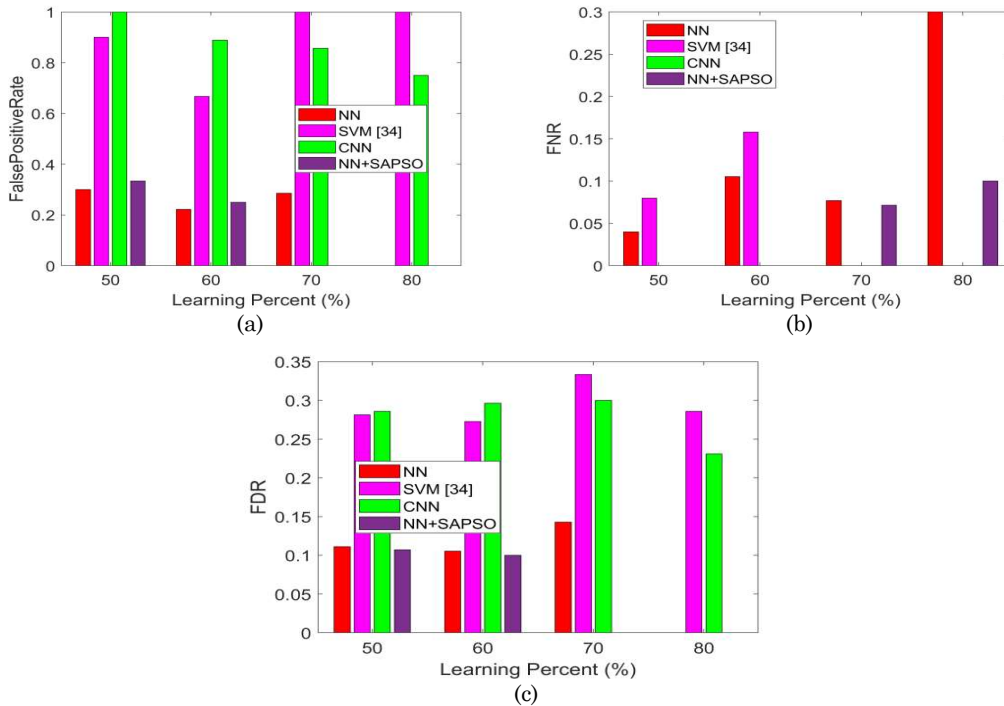 1
0.8
0.6
0.4
0.2
0
FalsePositiveRate
NN
SVM [34]
CNN
NN+SAPSO
50 60 70 80
Learning Percent (%)
(a)
0.3
0.25
0.2
0.15
0.1
0.05
0
FNR
NN
SVM [34]
CNN
NN+SAPSO
50 60 70 80
Learning Percent (%)
(b)
0.35
0.3
0.25
0.2
0.15
0.1
0.05
0
FDR
NN
SVM [34]
CNN
NN+SAPSO
50 60 70 80
Learning Percent (%)
(c)